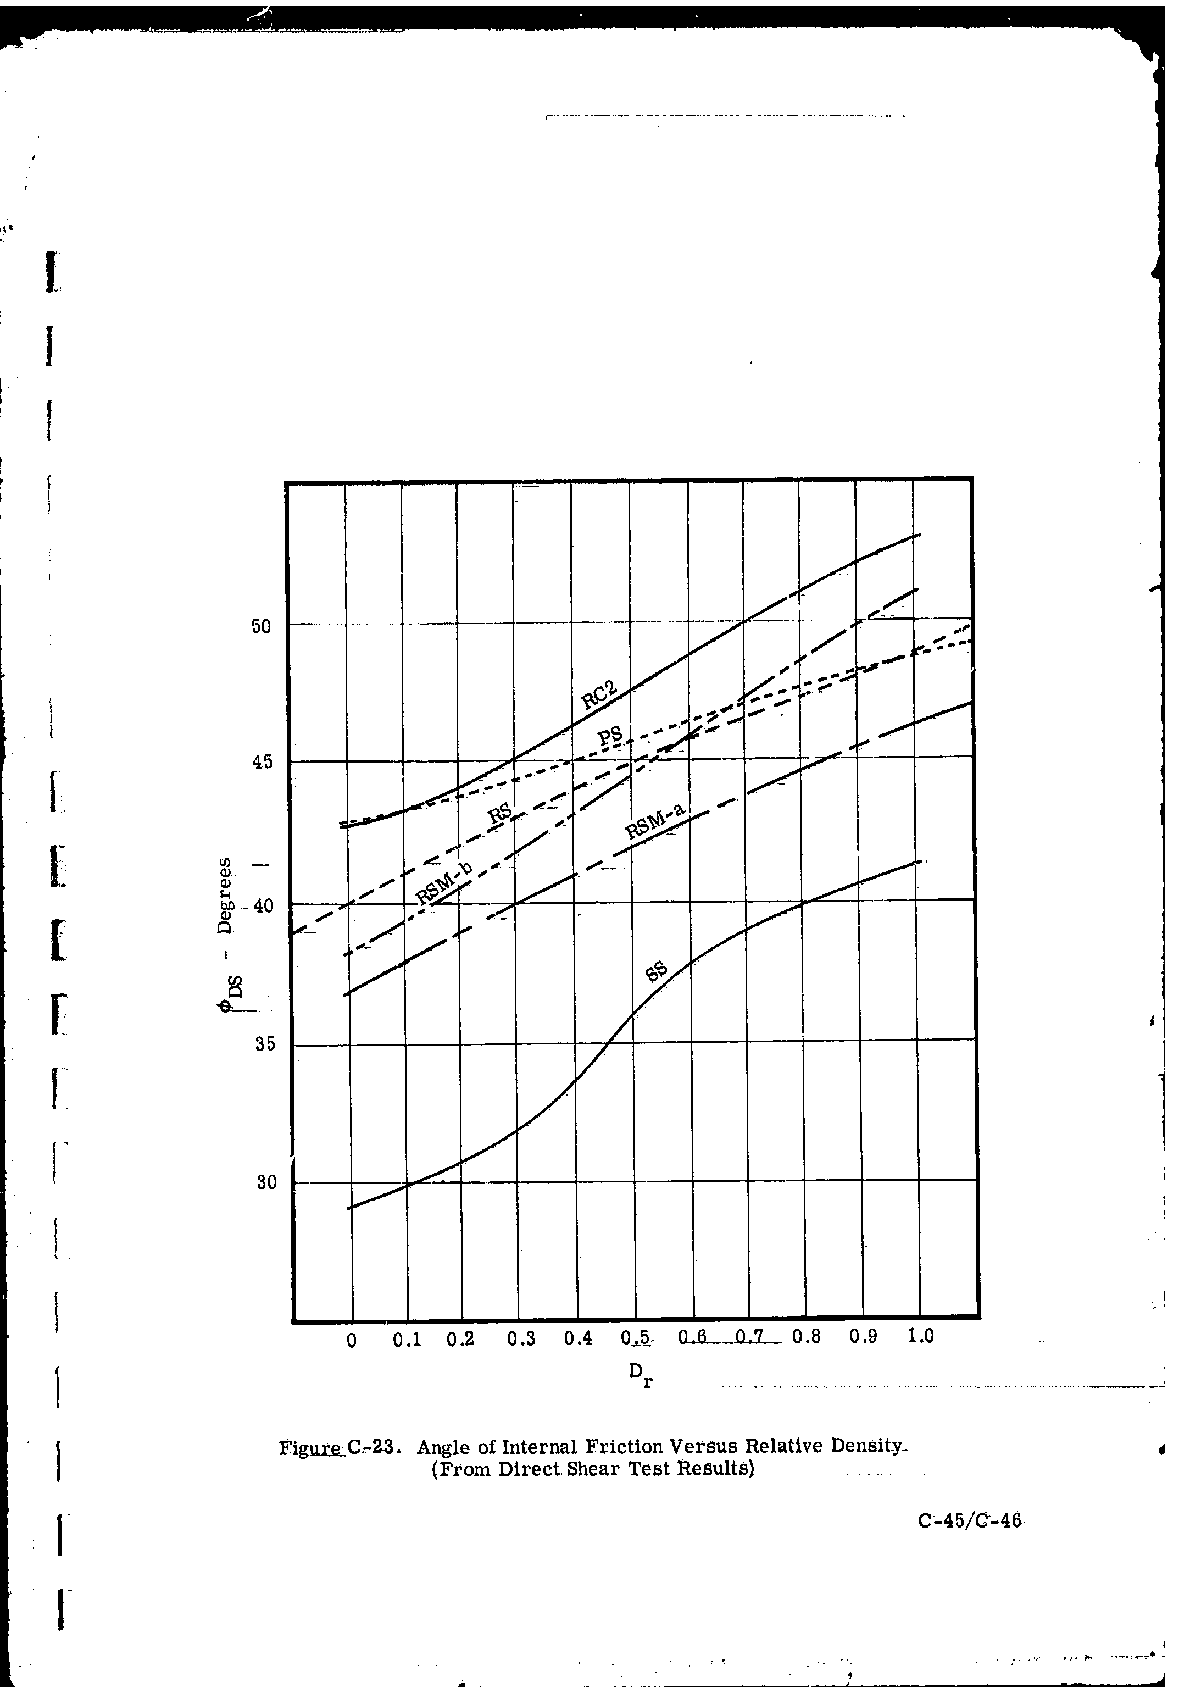 50
45
40
35
30
ϕDS - Degrees
RC2
PS
RS
RSM-b
RSM-a
SS
0 0.1 0.2 0.3 0.4 0.5 0.6 0.7 0.8 0.9 1.0
Dr
Figure C-23. Angle of Internal Friction Versus Relative Density
(From Direct Shear Test Results)
C-45/C-46